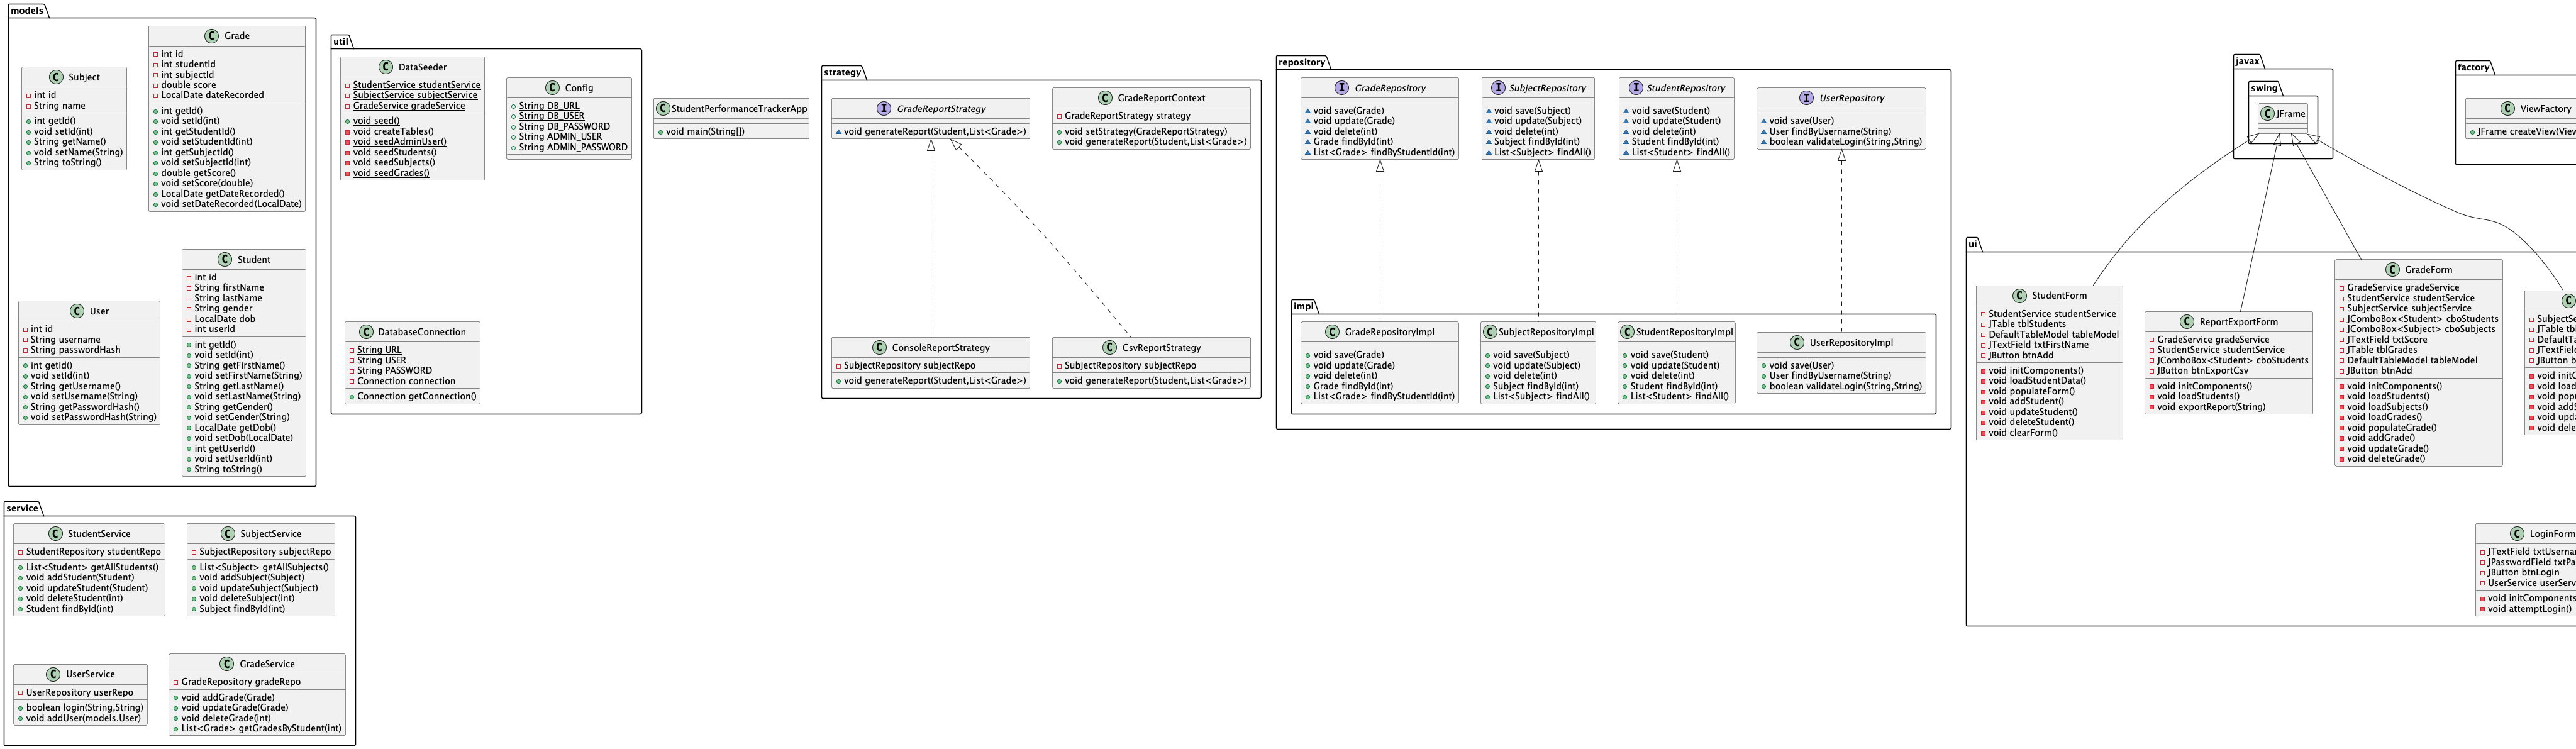 models
Grade
int id
int studentId
int subjectId
double score
LocalDate dateRecorded
int getId()
void setId(int)
int getStudentId()
void setStudentId(int)
int getSubjectId()
void setSubjectId(int)
double getScore()
void setScore(double)
LocalDate getDateRecorded()
void setDateRecorded(LocalDate)
Subject
int id
String name
int getId()
void setId(int)
String getName()
void setName(String)
String toString()
Student
int id
String firstName
String lastName
String gender
LocalDate dob
int userId
int getId()
void setId(int)
String getFirstName()
void setFirstName(String)
String getLastName()
void setLastName(String)
String getGender()
void setGender(String)
LocalDate getDob()
void setDob(LocalDate)
int getUserId()
void setUserId(int)
String toString()
User
int id
String username
String passwordHash
int getId()
void setId(int)
String getUsername()
void setUsername(String)
String getPasswordHash()
void setPasswordHash(String)
util
DataSeeder
StudentService studentService
SubjectService subjectService
GradeService gradeService
void seed()
void createTables()
void seedAdminUser()
void seedStudents()
void seedSubjects()
void seedGrades()
Config
String DB_URL
String DB_USER
String DB_PASSWORD
String ADMIN_USER
String ADMIN_PASSWORD
DatabaseConnection
String URL
String USER
String PASSWORD
Connection connection
Connection getConnection()
StudentPerformanceTrackerApp
void main(String[])
strategy
GradeReportStrategy
void generateReport(Student,List<Grade>)
GradeReportContext
GradeReportStrategy strategy
void setStrategy(GradeReportStrategy)
void generateReport(Student,List<Grade>)
ConsoleReportStrategy
SubjectRepository subjectRepo
void generateReport(Student,List<Grade>)
CsvReportStrategy
SubjectRepository subjectRepo
void generateReport(Student,List<Grade>)
repository
GradeRepository
void save(Grade)
void update(Grade)
void delete(int)
Grade findById(int)
List<Grade> findByStudentId(int)
SubjectRepository
void save(Subject)
void update(Subject)
void delete(int)
Subject findById(int)
List<Subject> findAll()
StudentRepository
void save(Student)
void update(Student)
void delete(int)
Student findById(int)
List<Student> findAll()
UserRepository
void save(User)
User findByUsername(String)
boolean validateLogin(String,String)
impl
GradeRepositoryImpl
void save(Grade)
void update(Grade)
void delete(int)
Grade findById(int)
List<Grade> findByStudentId(int)
SubjectRepositoryImpl
void save(Subject)
void update(Subject)
void delete(int)
Subject findById(int)
List<Subject> findAll()
StudentRepositoryImpl
void save(Student)
void update(Student)
void delete(int)
Student findById(int)
List<Student> findAll()
UserRepositoryImpl
void save(User)
User findByUsername(String)
boolean validateLogin(String,String)
javax
swing
JFrame
factory
ViewFactory
JFrame createView(View
ui
StudentForm
StudentService studentService
JTable tblStudents
DefaultTableModel tableModel
JTextField txtFirstName
JButton btnAdd
void initComponents()
void loadStudentData()
void populateForm()
void addStudent()
void updateStudent()
void deleteStudent()
void clearForm()
ReportExportForm
GradeService gradeService
StudentService studentService
JComboBox<Student> cboStudents
JButton btnExportCsv
void initComponents()
void loadStudents()
void exportReport(String)
GradeForm
GradeService gradeService
StudentService studentService
SubjectService subjectService
JComboBox<Student> cboStudents
JComboBox<Subject> cboSubjects
JTextField txtScore
JTable tblGrades
DefaultTableModel tableModel
JButton btnAdd
void initComponents()
void loadStudents()
void loadSubjects()
void loadGrades()
void populateGrade()
void addGrade()
void updateGrade()
void deleteGrade()
SubjectSe
JTable tbl
DefaultTa
JTextField
JButton b
void initC
void load
void popu
void addS
void upda
void dele
LoginForm
JTextField txtUserna
JPasswordField txtPa
JButton btnLogin
UserService userServ
void initComponents
void attemptLogin()
service
StudentService
StudentRepository studentRepo
List<Student> getAllStudents()
void addStudent(Student)
void updateStudent(Student)
void deleteStudent(int)
Student findById(int)
SubjectService
SubjectRepository subjectRepo
List<Subject> getAllSubjects()
void addSubject(Subject)
void updateSubject(Subject)
void deleteSubject(int)
Subject findById(int)
UserService
UserRepository userRepo
boolean login(String,String)
void addUser(models.User)
GradeService
GradeRepository gradeRepo
void addGrade(Grade)
void updateGrade(Grade)
void deleteGrade(int)
List<Grade> getGradesByStudent(int)